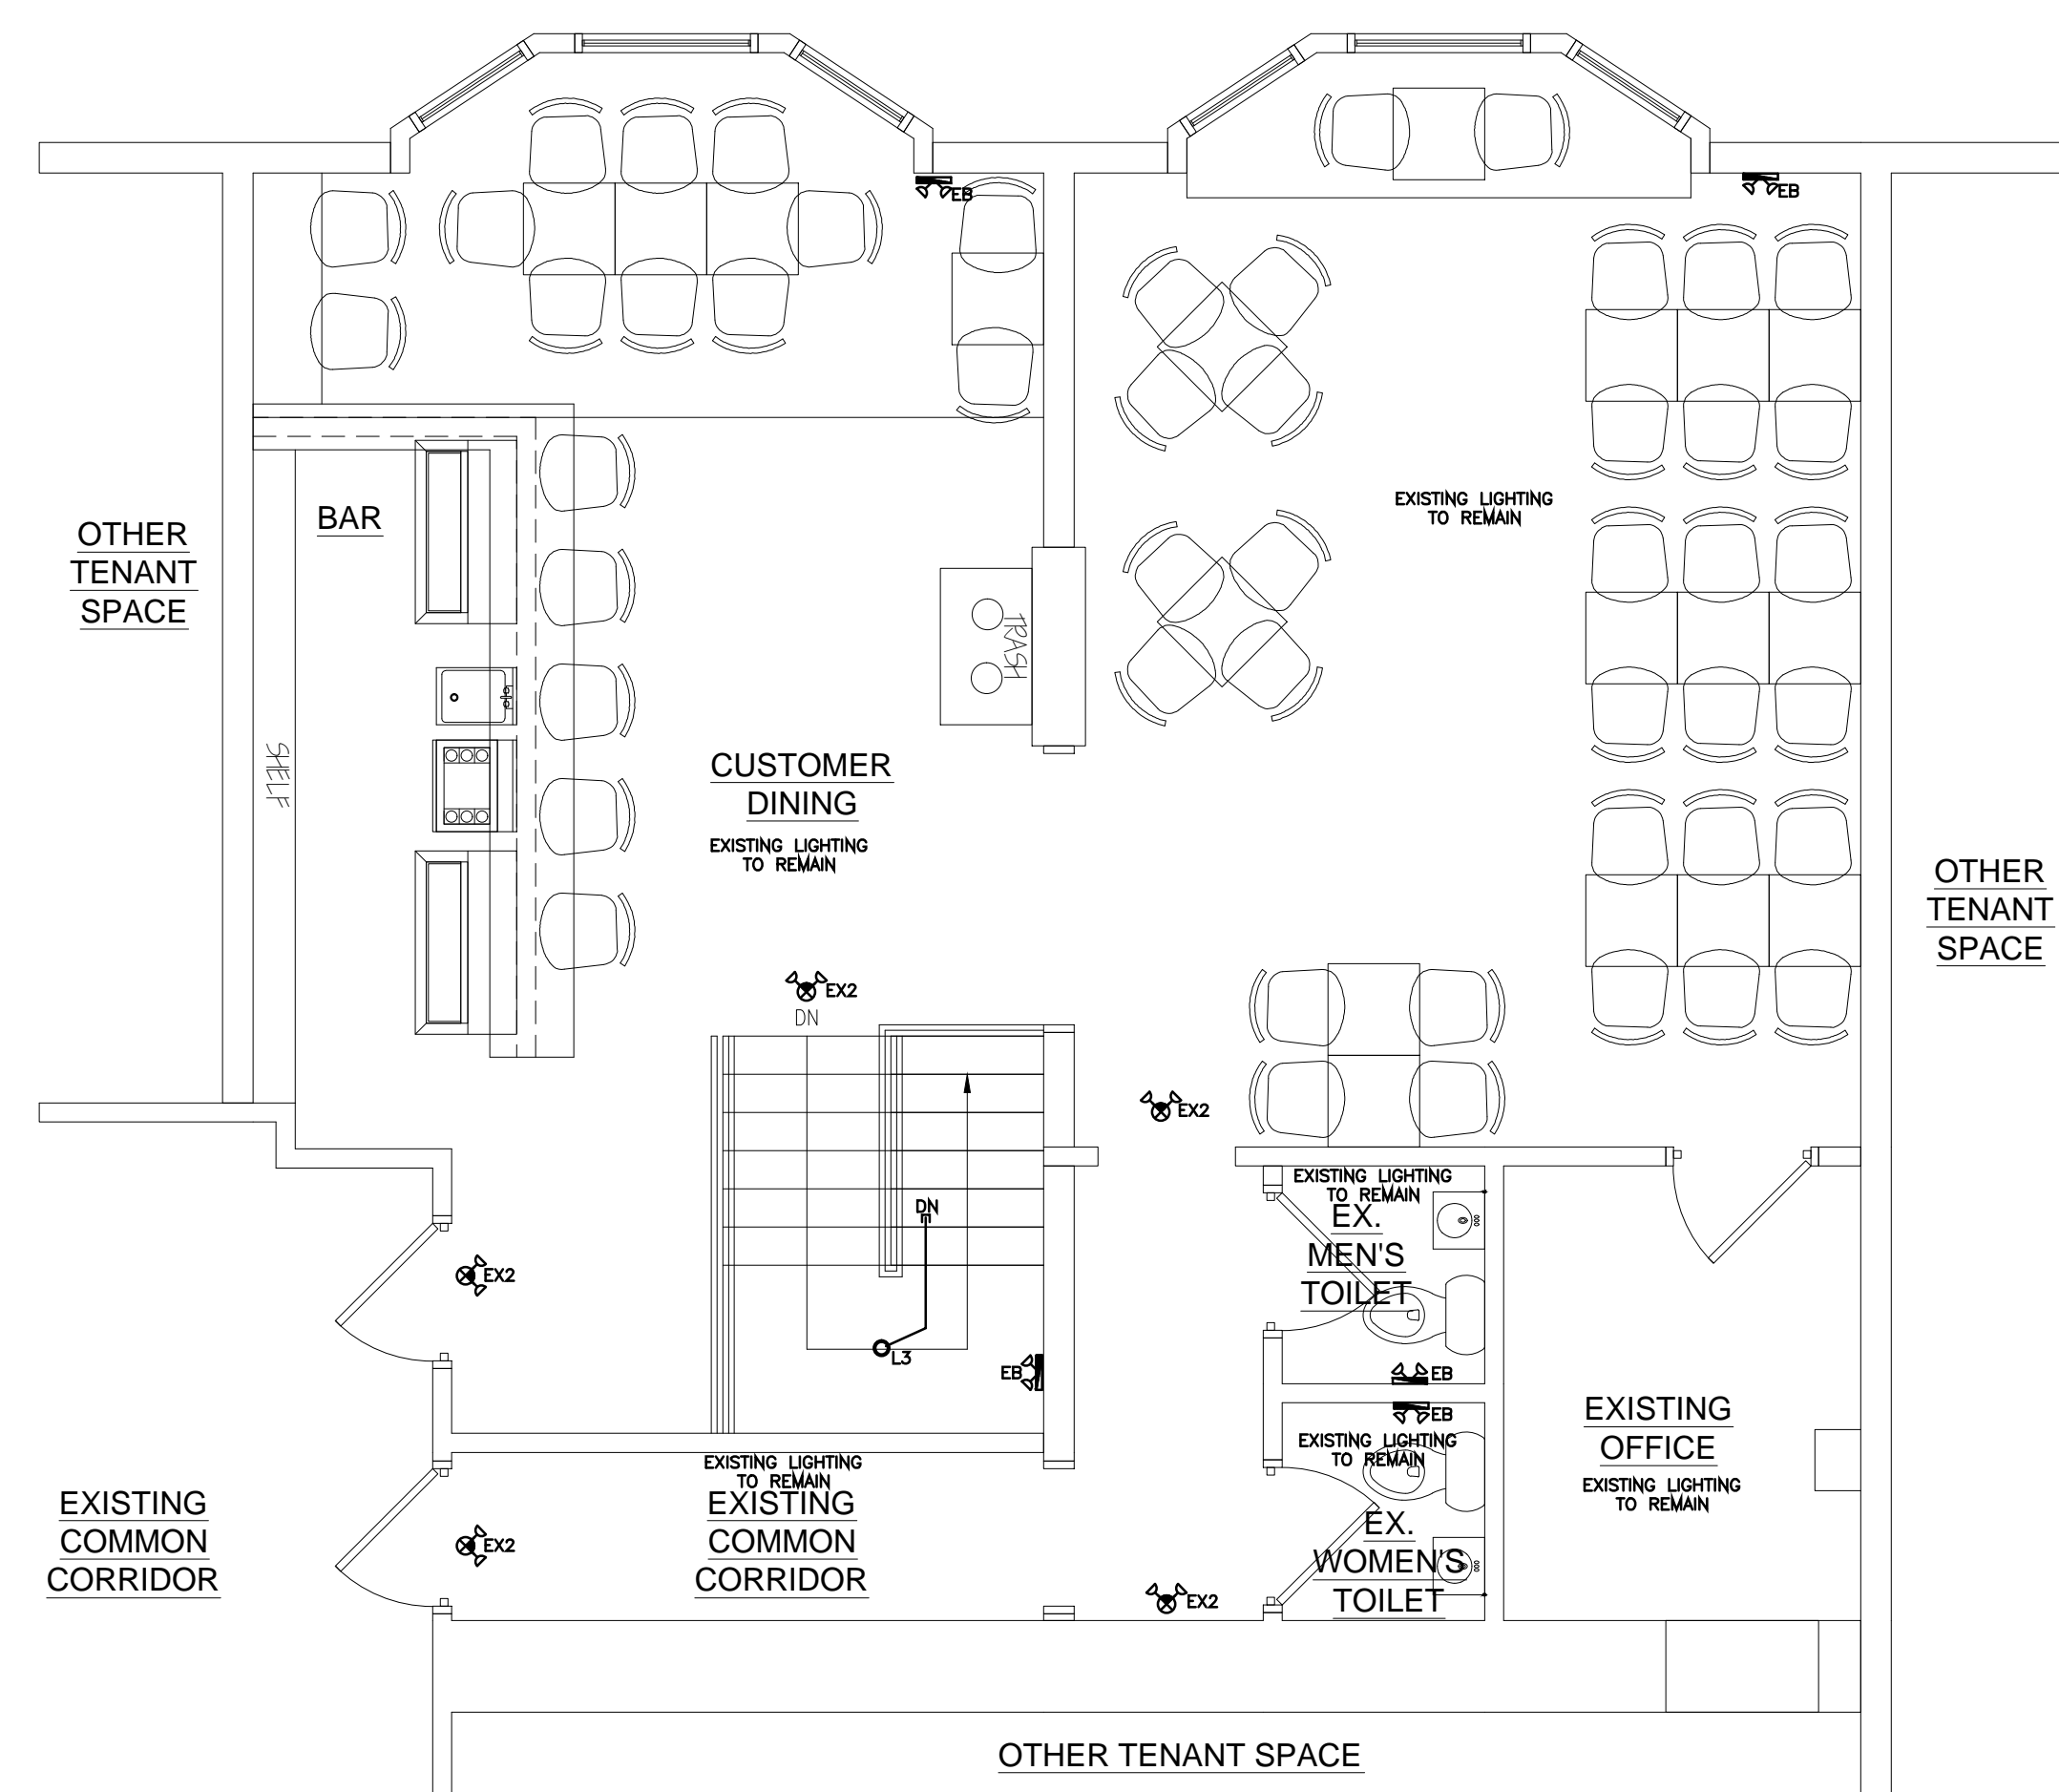 EB
EB
EXISTING LIGHTING
TO REMAIN
BAR
OTHER
TENANT
SPACE
TRASH
SHELF
CUSTOMER
DINING
EXISTING LIGHTING
TO REMAIN
OTHER
TENANT
SPACE
EX2
DN
EX2
EXISTING LIGHTING
TO REMAIN
EX.
MEN'S
TOILET
DN
EX2
L3
EB
EB
EB
EXISTING LIGHTING
TO REMAIN
EX.
WOMEN'S
TOILET
EXISTING
OFFICE
EXISTING LIGHTING
TO REMAIN
EXISTING LIGHTING
TO REMAIN
EXISTING
COMMON
CORRIDOR
EXISTING
COMMON
CORRIDOR
EX2
EX2
OTHER TENANT SPACE